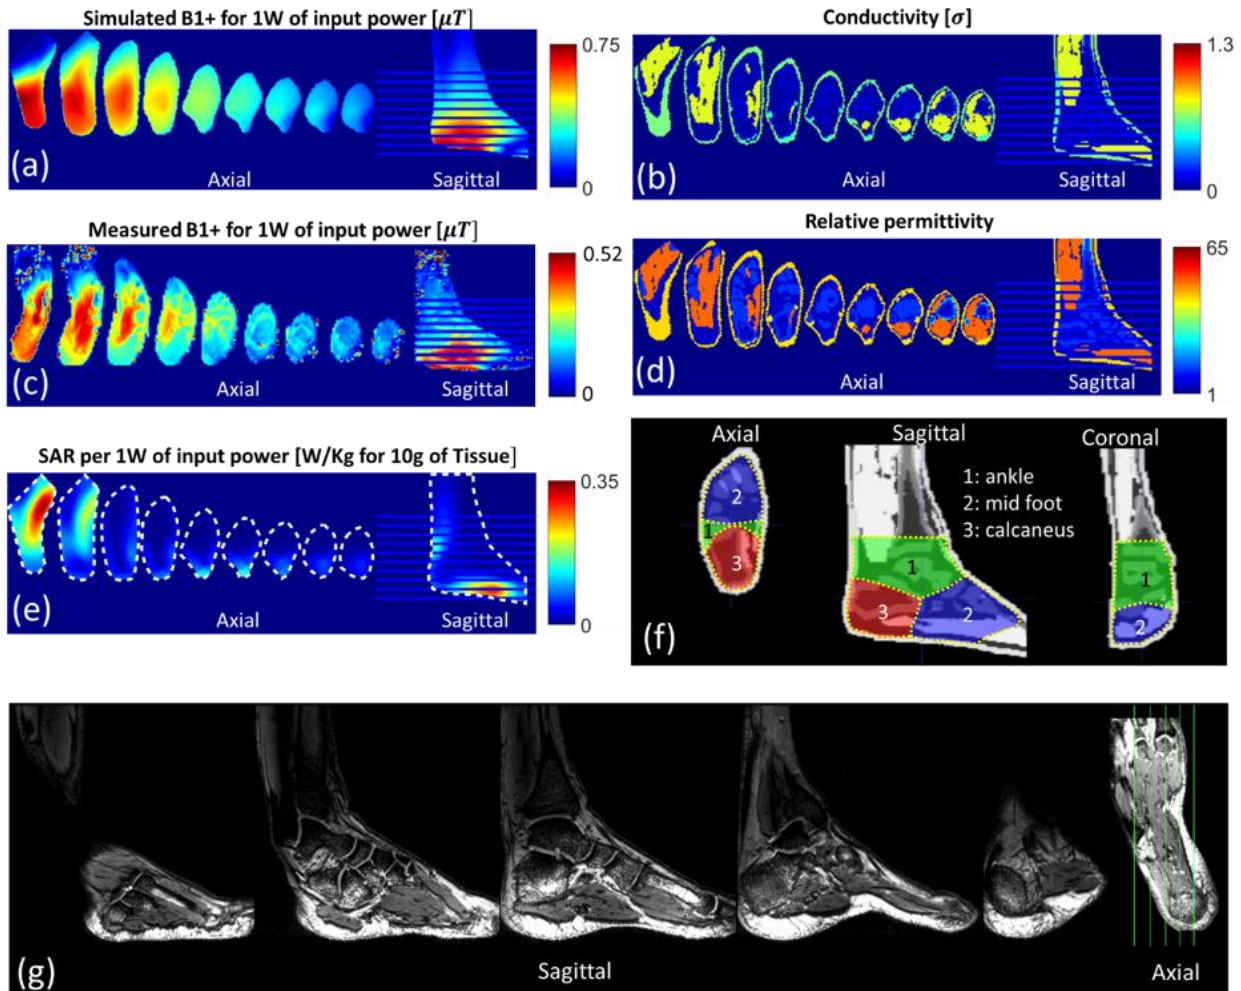 Simulated B1+ for 1W of input power [μT]
0.75
0
(a)
Axial
Sagittal
Conductivity [σ]
1.3
0
(b)
Axial
Sagittal
Measured B1+ for 1W of input power [μT]
0.52
0
(c)
Axial
Sagittal
Relative permittivity
65
1
(d)
Axial
Sagittal
SAR per 1W of input power [W/Kg for 10g of Tissue]
0.35
0
(e)
Axial
Sagittal
Axial
Sagittal
Coronal
1: ankle
2: mid foot
3: calcaneus
2
1
3
1
3
2
1
2
(f)
(g)
Sagittal
Axial